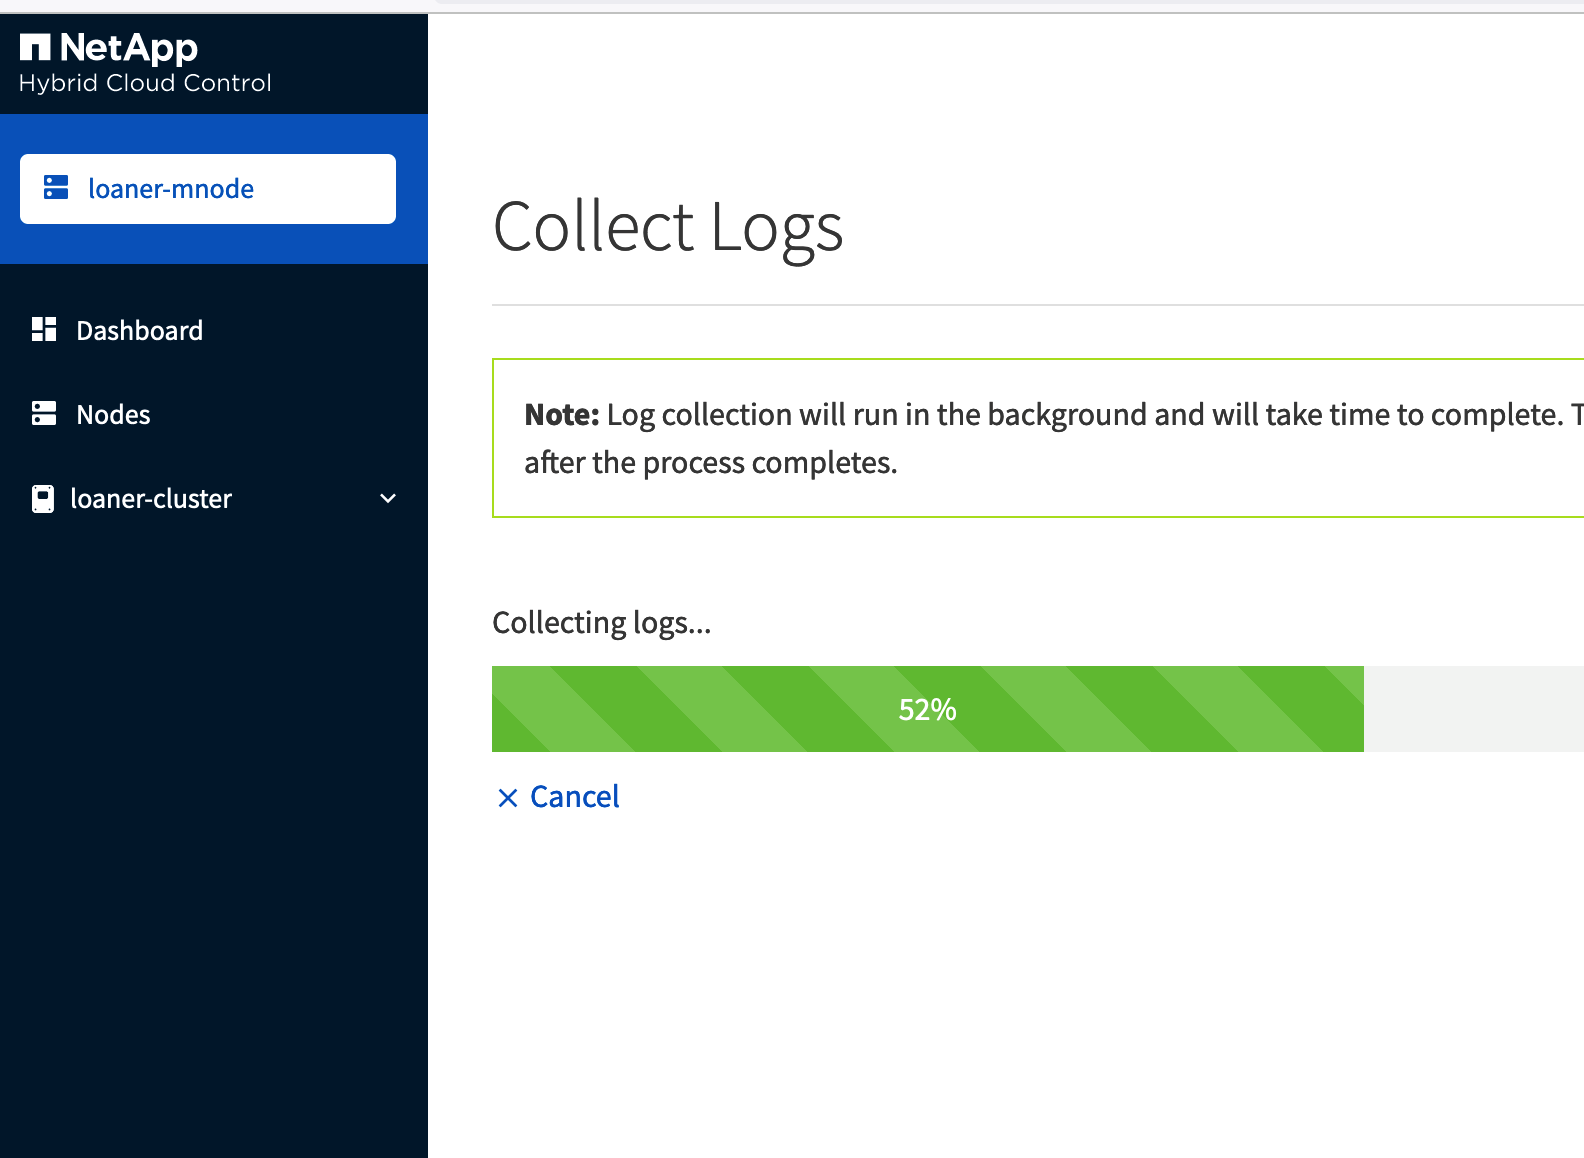 NetApp
Hybrid Cloud Control
loaner-mnode
Dashboard
Nodes
loaner-cluster
Collect Logs
Note: Log collection will run in the background and will take time to complete. T
after the process completes.
Collecting logs...
52%
Cancel